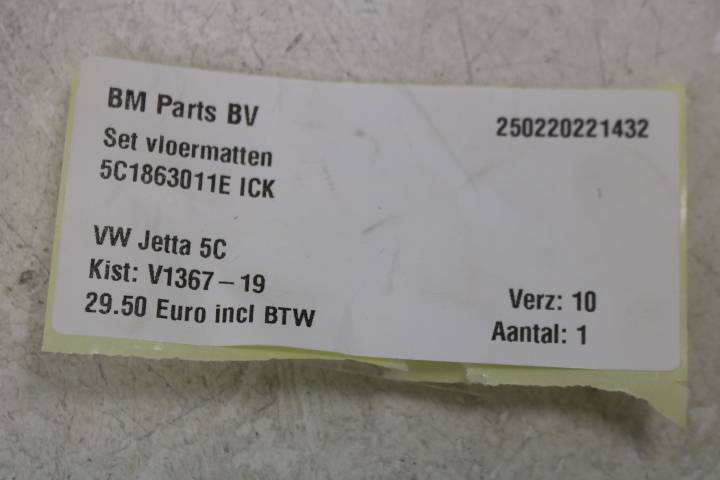 BM Parts BV
250220221432
Set vloermatten
5C1863011E ICK
VW Jetta 5C
Kist: V1367-19
29.50 Euro incl BTW
Verz: 10
Aantal: 1